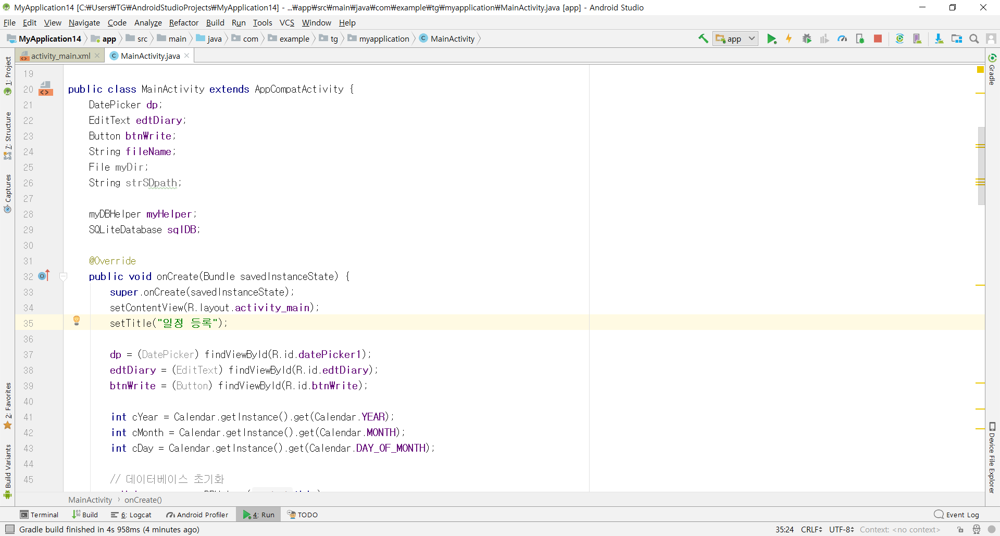 MyApplication14 [C:₩Users₩TG₩AndroidStudioProjects₩MyApplication14] - ...₩app₩src₩main₩java₩com₩example₩tg₩myapplication₩MainActivity.java [app] - Android Studio
File Edit View Navigate Code Analyze Refactor Build Run Tools VCS Window Help
MyApplication14 app src main java com example tg myapplication MainActivity app
activity_main.xml MainActivity.java
1: Project
7: Structure
Captures
2: Favorites
Build Variants
Gradle
Device File Explorer
19
20 public class MainActivity extends AppCompatActivity {
21 DatePicker dp;
22 EditText edtDiary;
23 Button btnWrite;
24 String fileName;
25 File myDir;
26 String strSDpath;
27
28 myDBHelper myHelper;
29 SQLiteDatabase sqlDB;
30
31 @Override
32 public void onCreate(Bundle savedInstanceState) {
33 super.onCreate(savedInstanceState);
34 setContentView(R.layout.activity_main);
35 setTitle("일정 등록");
36
37 dp = (DatePicker) findViewById(R.id.datePicker1);
38 edtDiary = (EditText) findViewById(R.id.edtDiary);
39 btnWrite = (Button) findViewById(R.id.btnWrite);
40
41 int cYear = Calendar.getInstance().get(Calendar.YEAR);
42 int cMonth = Calendar.getInstance().get(Calendar.MONTH);
43 int cDay = Calendar.getInstance().get(Calendar.DAY_OF_MONTH);
44
45 // 데이터베이스 초기화
MainActivity › onCreate()
Terminal Build 6: Logcat Android Profiler 4: Run TODO Event Log
Gradle build finished in 4s 958ms (4 minutes ago) 35:24 CRLF UTF-8 Context: <no context>